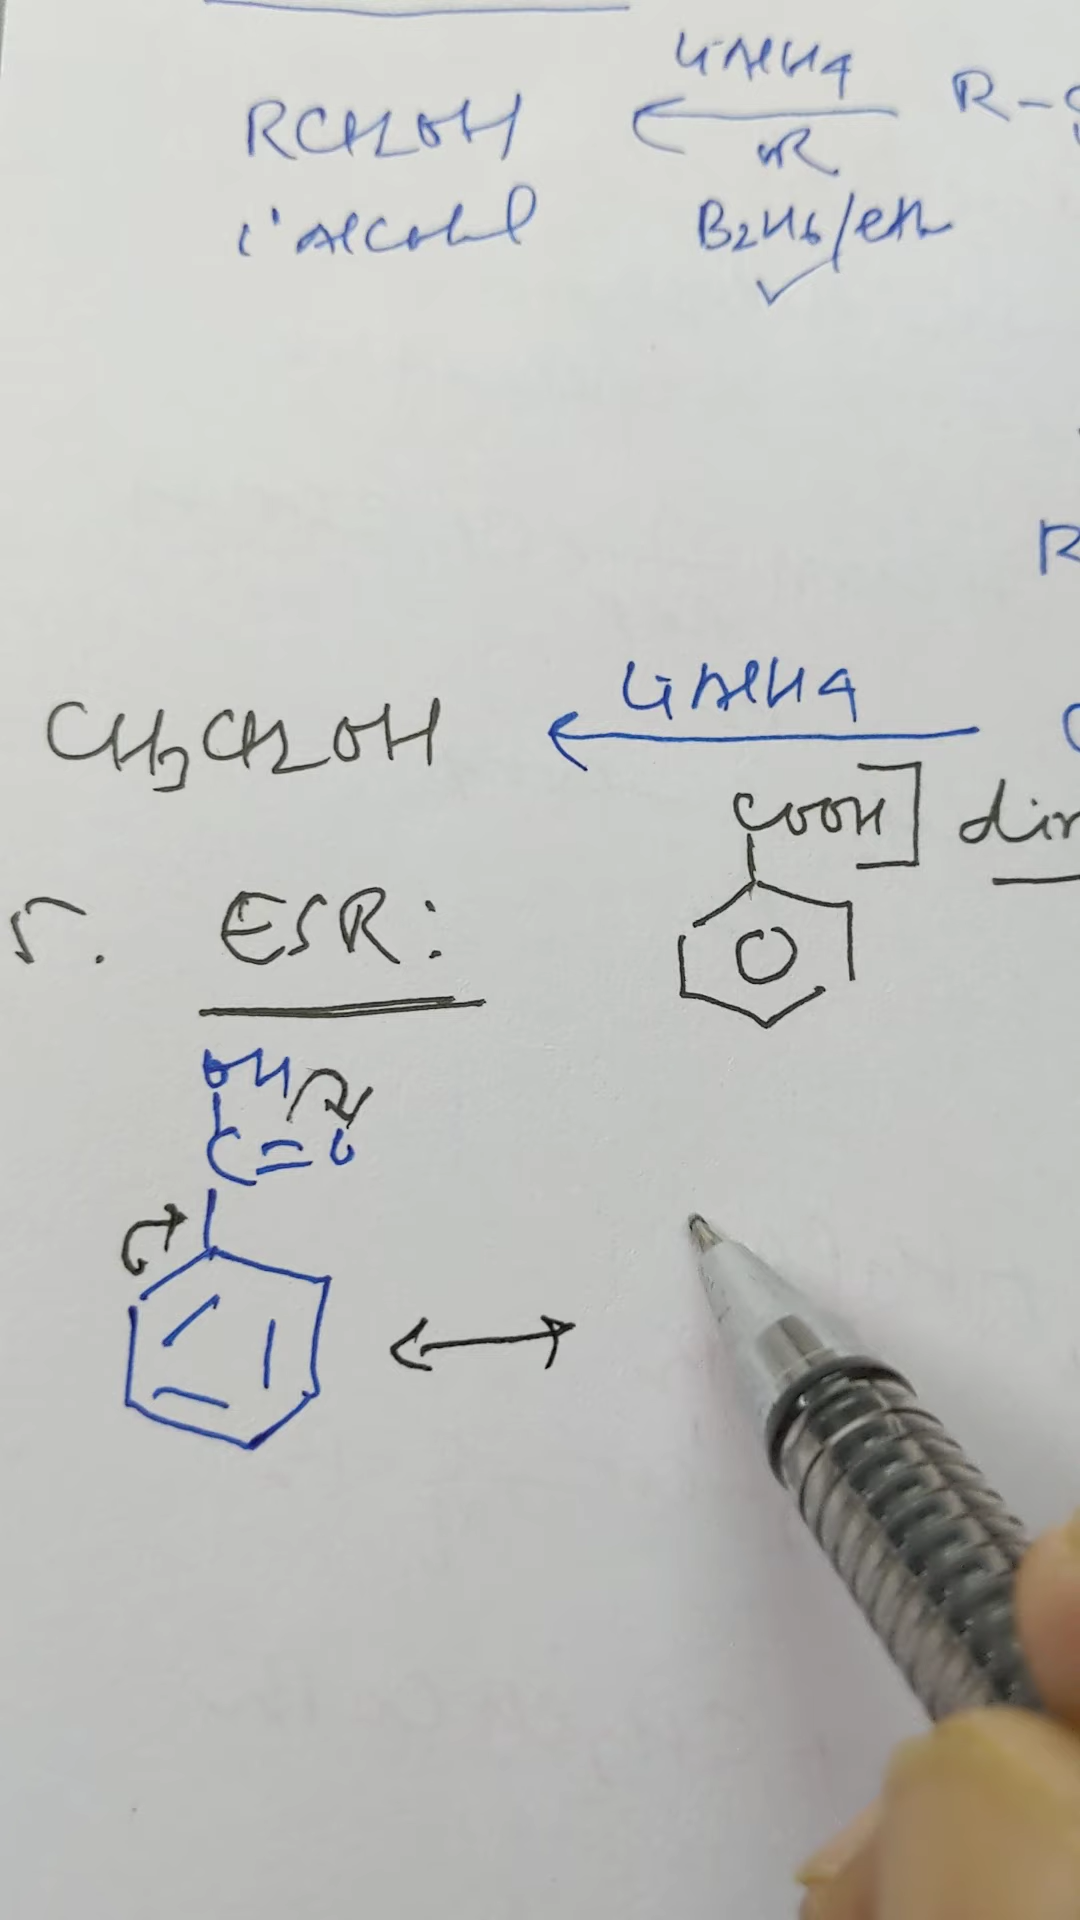 LiAlH4
RCH2OH R-
OR
1° Alcohol B2H6/eth
R
LiAlH4
CH3CH2OH
COOH] dir
5. ESR:
OH
C=O